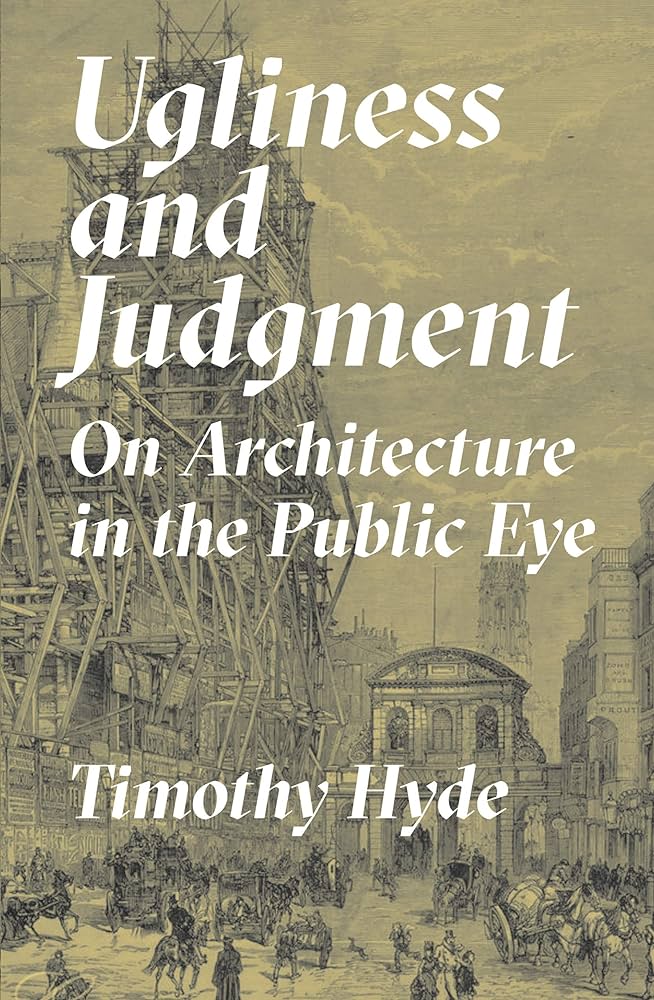 Ugliness
and
Judgment
On Architecture
in the Public Eye
Timothy Hyde